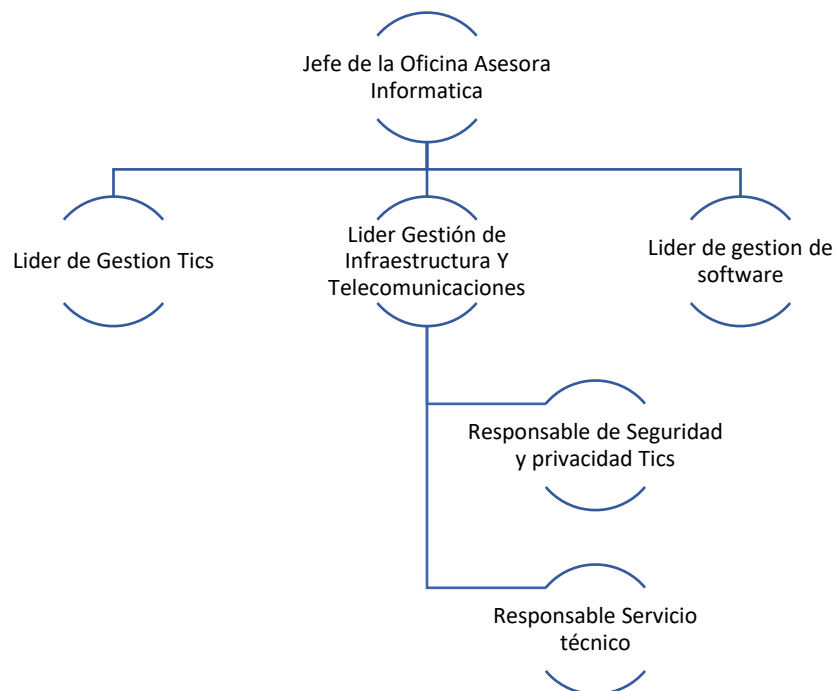 Jefe de la Oficina Asesora
Informatica
Lider de Gestion Tics
Lider Gestión de
Infraestructura Y
Telecomunicaciones
Lider de gestion de
software
Responsable de Seguridad
y privacidad Tics
Responsable Servicio
técnico